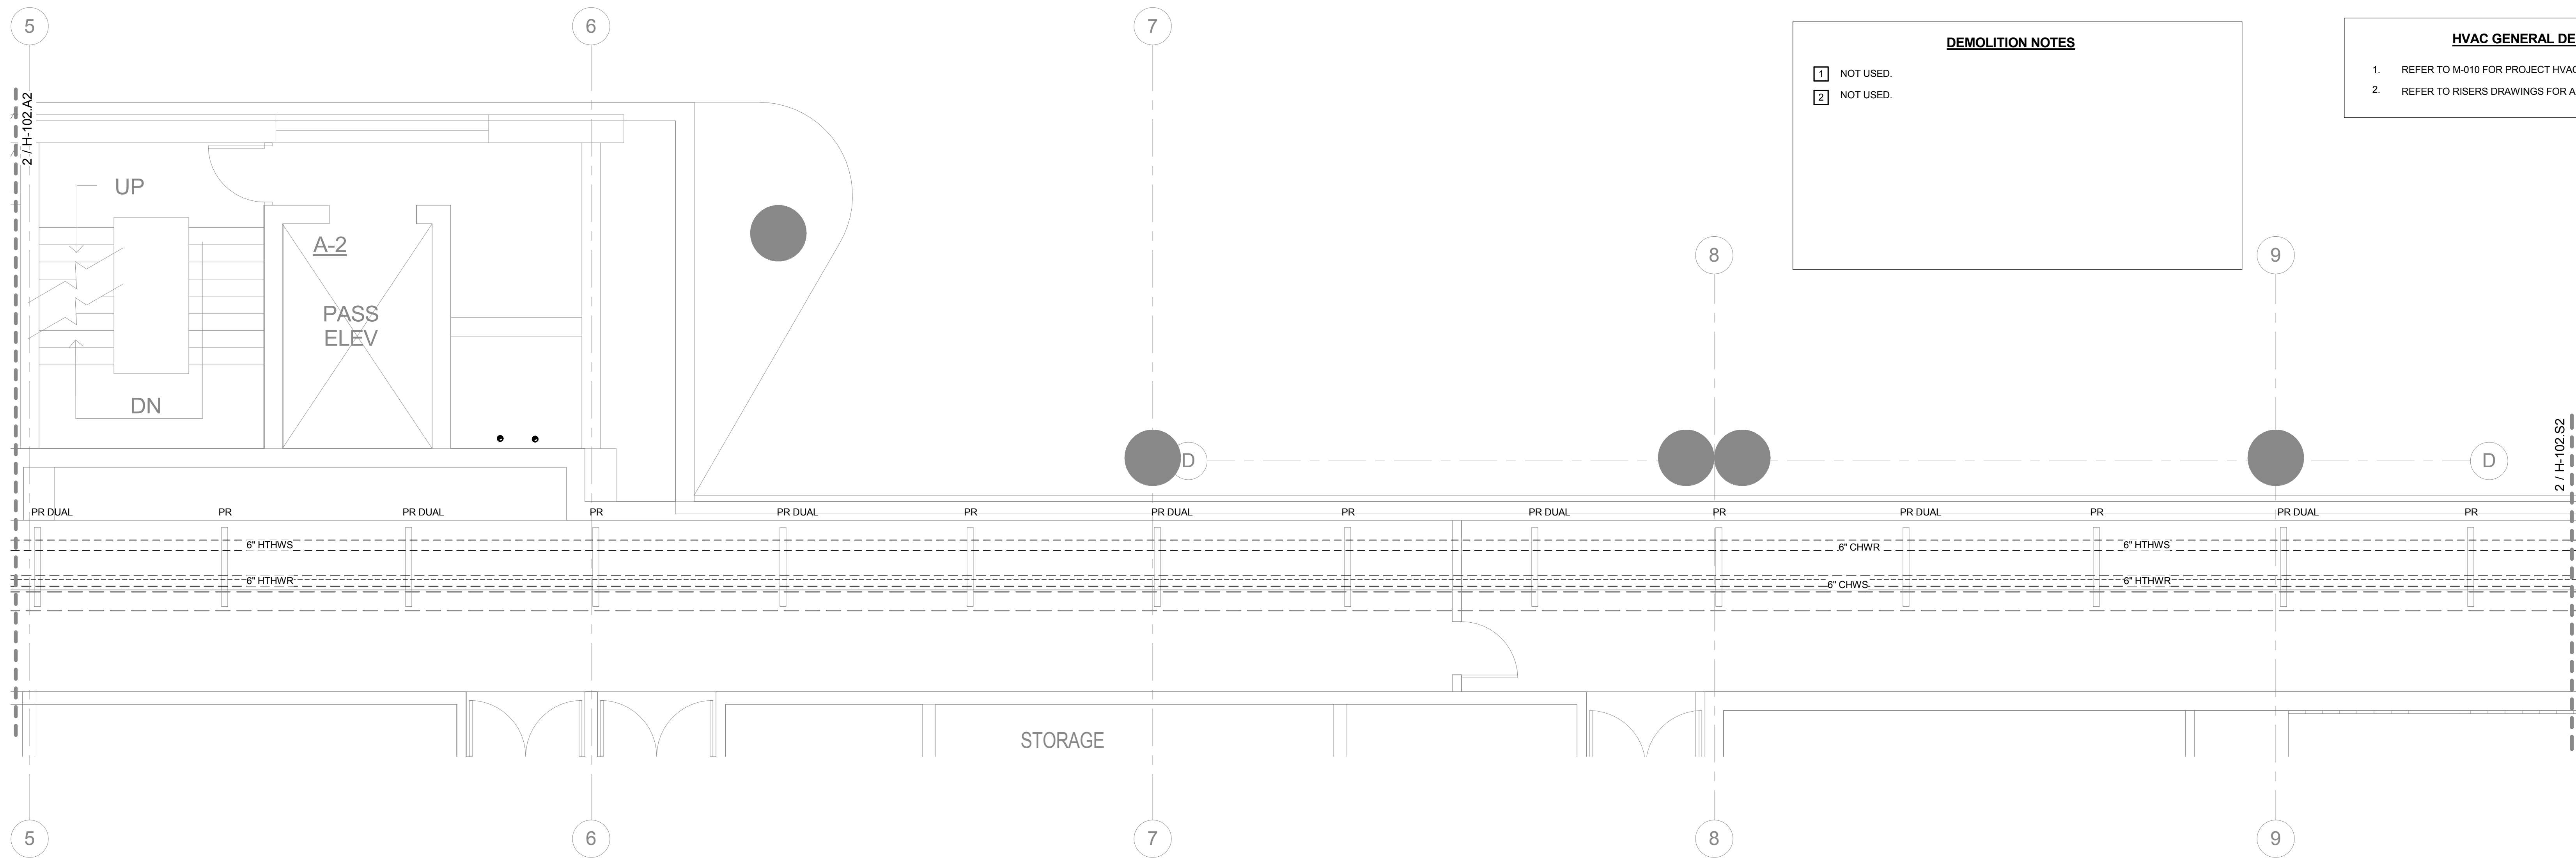 5
6
7
DEMOLITION NOTES
1 NOT USED.
2 NOT USED.
HVAC GENERAL DE
1. REFER TO M-010 FOR PROJECT HVAC
2. REFER TO RISERS DRAWINGS FOR A
2 / H-102.A2
UP
A-2
PASS
ELEV
DN
8
9
D
D
2 / H-102.S2
PR DUAL
PR
PR DUAL
PR
PR DUAL
PR
PR DUAL
PR
PR DUAL
PR
PR DUAL
PR
PR DUAL
PR
6" HTHWS
6" CHWR
6" HTHWS
6" HTHWR
6" CHWS
6" HTHWR
STORAGE
5
6
7
8
9